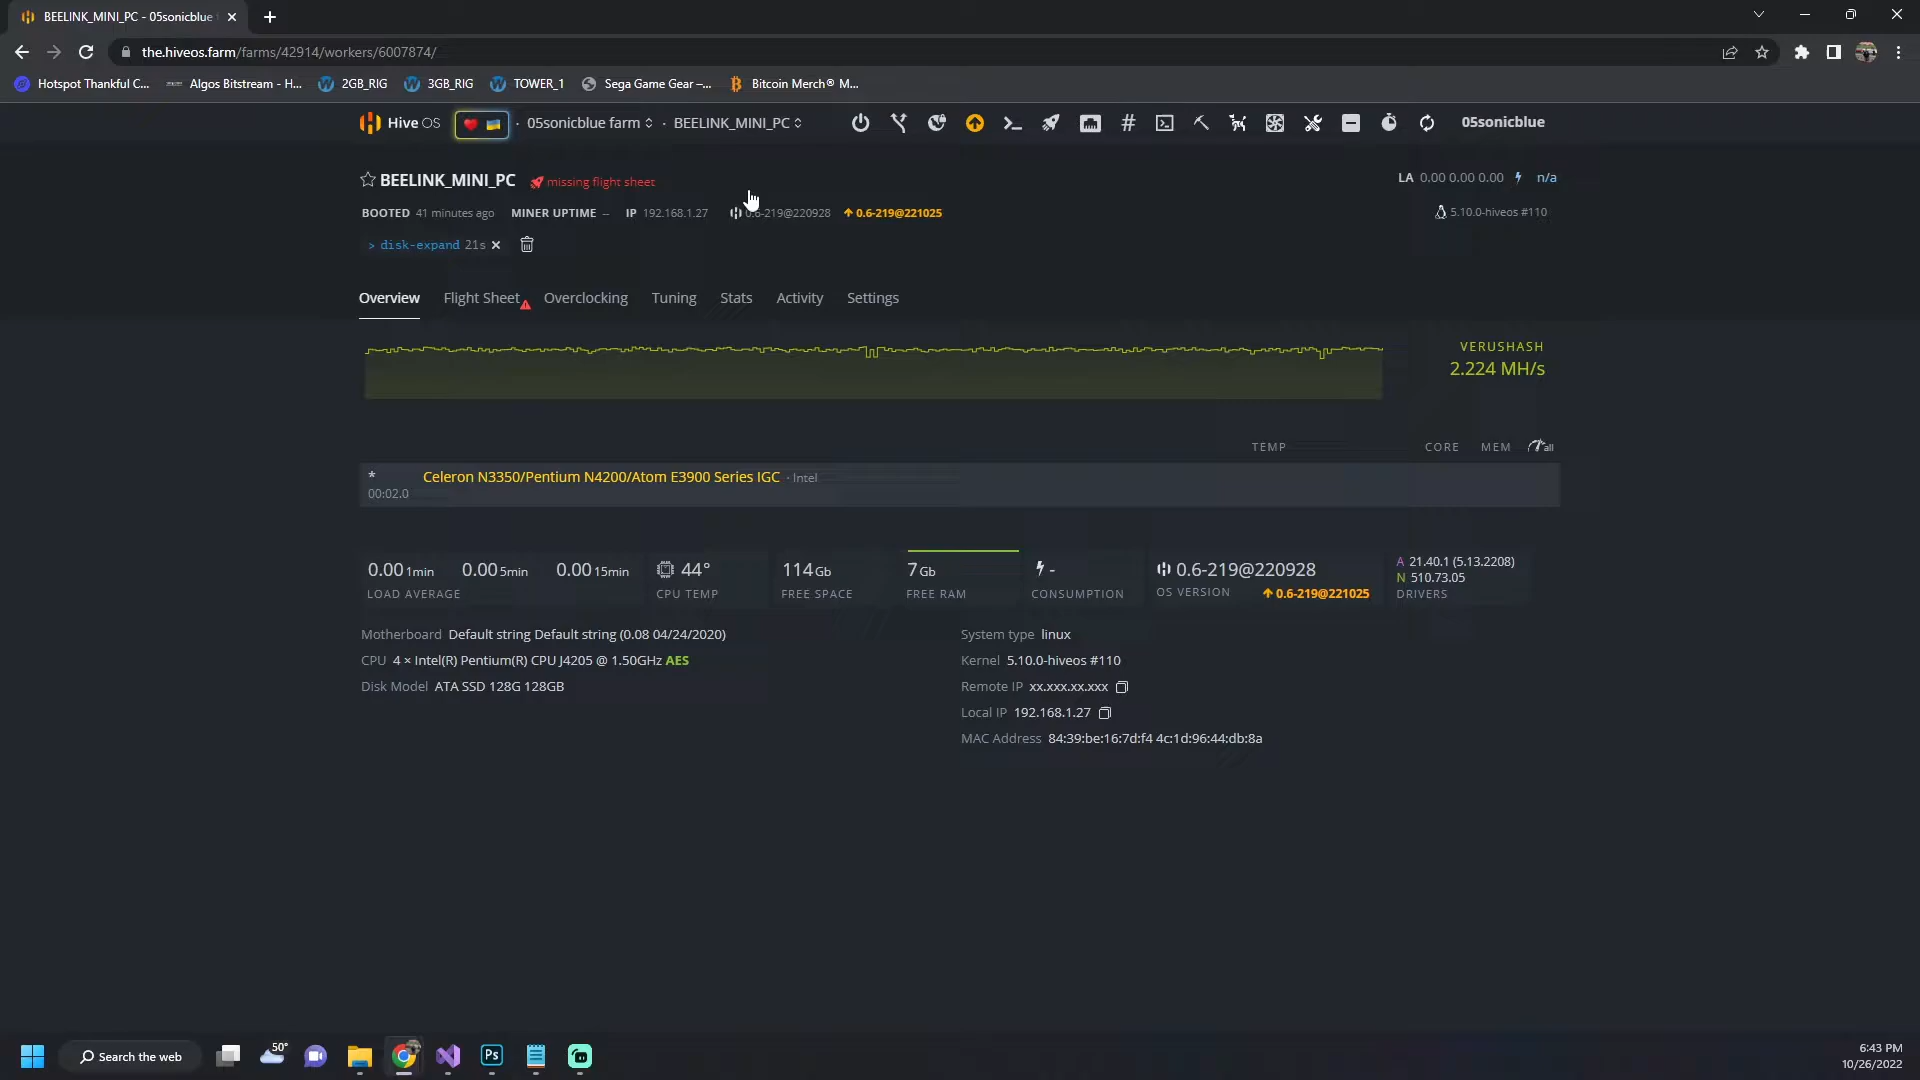 BEELINK_MINI_PC - 05sonicblue
the.hiveos.farm/farms/42914/workers/6007874/
Hotspot Thankful C... Algos Bitstream - H... 2GB_RIG 3GB_RIG TOWER_1 Sega Game Gear –... Bitcoin Merch® M...
Hive OS · 05sonicblue farm · BEELINK_MINI_PC 05sonicblue
BEELINK_MINI_PC missing flight sheet LA 0.00 0.00 0.00 n/a
BOOTED 41 minutes ago MINER UPTIME – IP 192.168.1.27 0.6-219@220928 0.6-219@221025 5.10.0-hiveos #110
> disk-expand 21s
Overview Flight Sheet Overclocking Tuning Stats Activity Settings
VERUSHASH
2.224 MH/s
TEMP CORE MEM all
* Celeron N3350/Pentium N4200/Atom E3900 Series IGC · Intel
00:02.0
0.00 1min 0.00 5min 0.00 15min 44° 114 Gb 7 Gb - 0.6-219@220928 A 21.40.1 (5.13.2208)
N 510.73.05
LOAD AVERAGE CPU TEMP FREE SPACE FREE RAM CONSUMPTION OS VERSION 0.6-219@221025 DRIVERS
Motherboard Default string Default string (0.08 04/24/2020)
CPU 4 × Intel(R) Pentium(R) CPU J4205 @ 1.50GHz AES
Disk Model ATA SSD 128G 128GB
System type linux
Kernel 5.10.0-hiveos #110
Remote IP xx.xxx.xx.xxx
Local IP 192.168.1.27
MAC Address 84:39:be:16:7d:f4 4c:1d:96:44:db:8a
Search the web 50° Ps 6:43 PM
10/26/2022